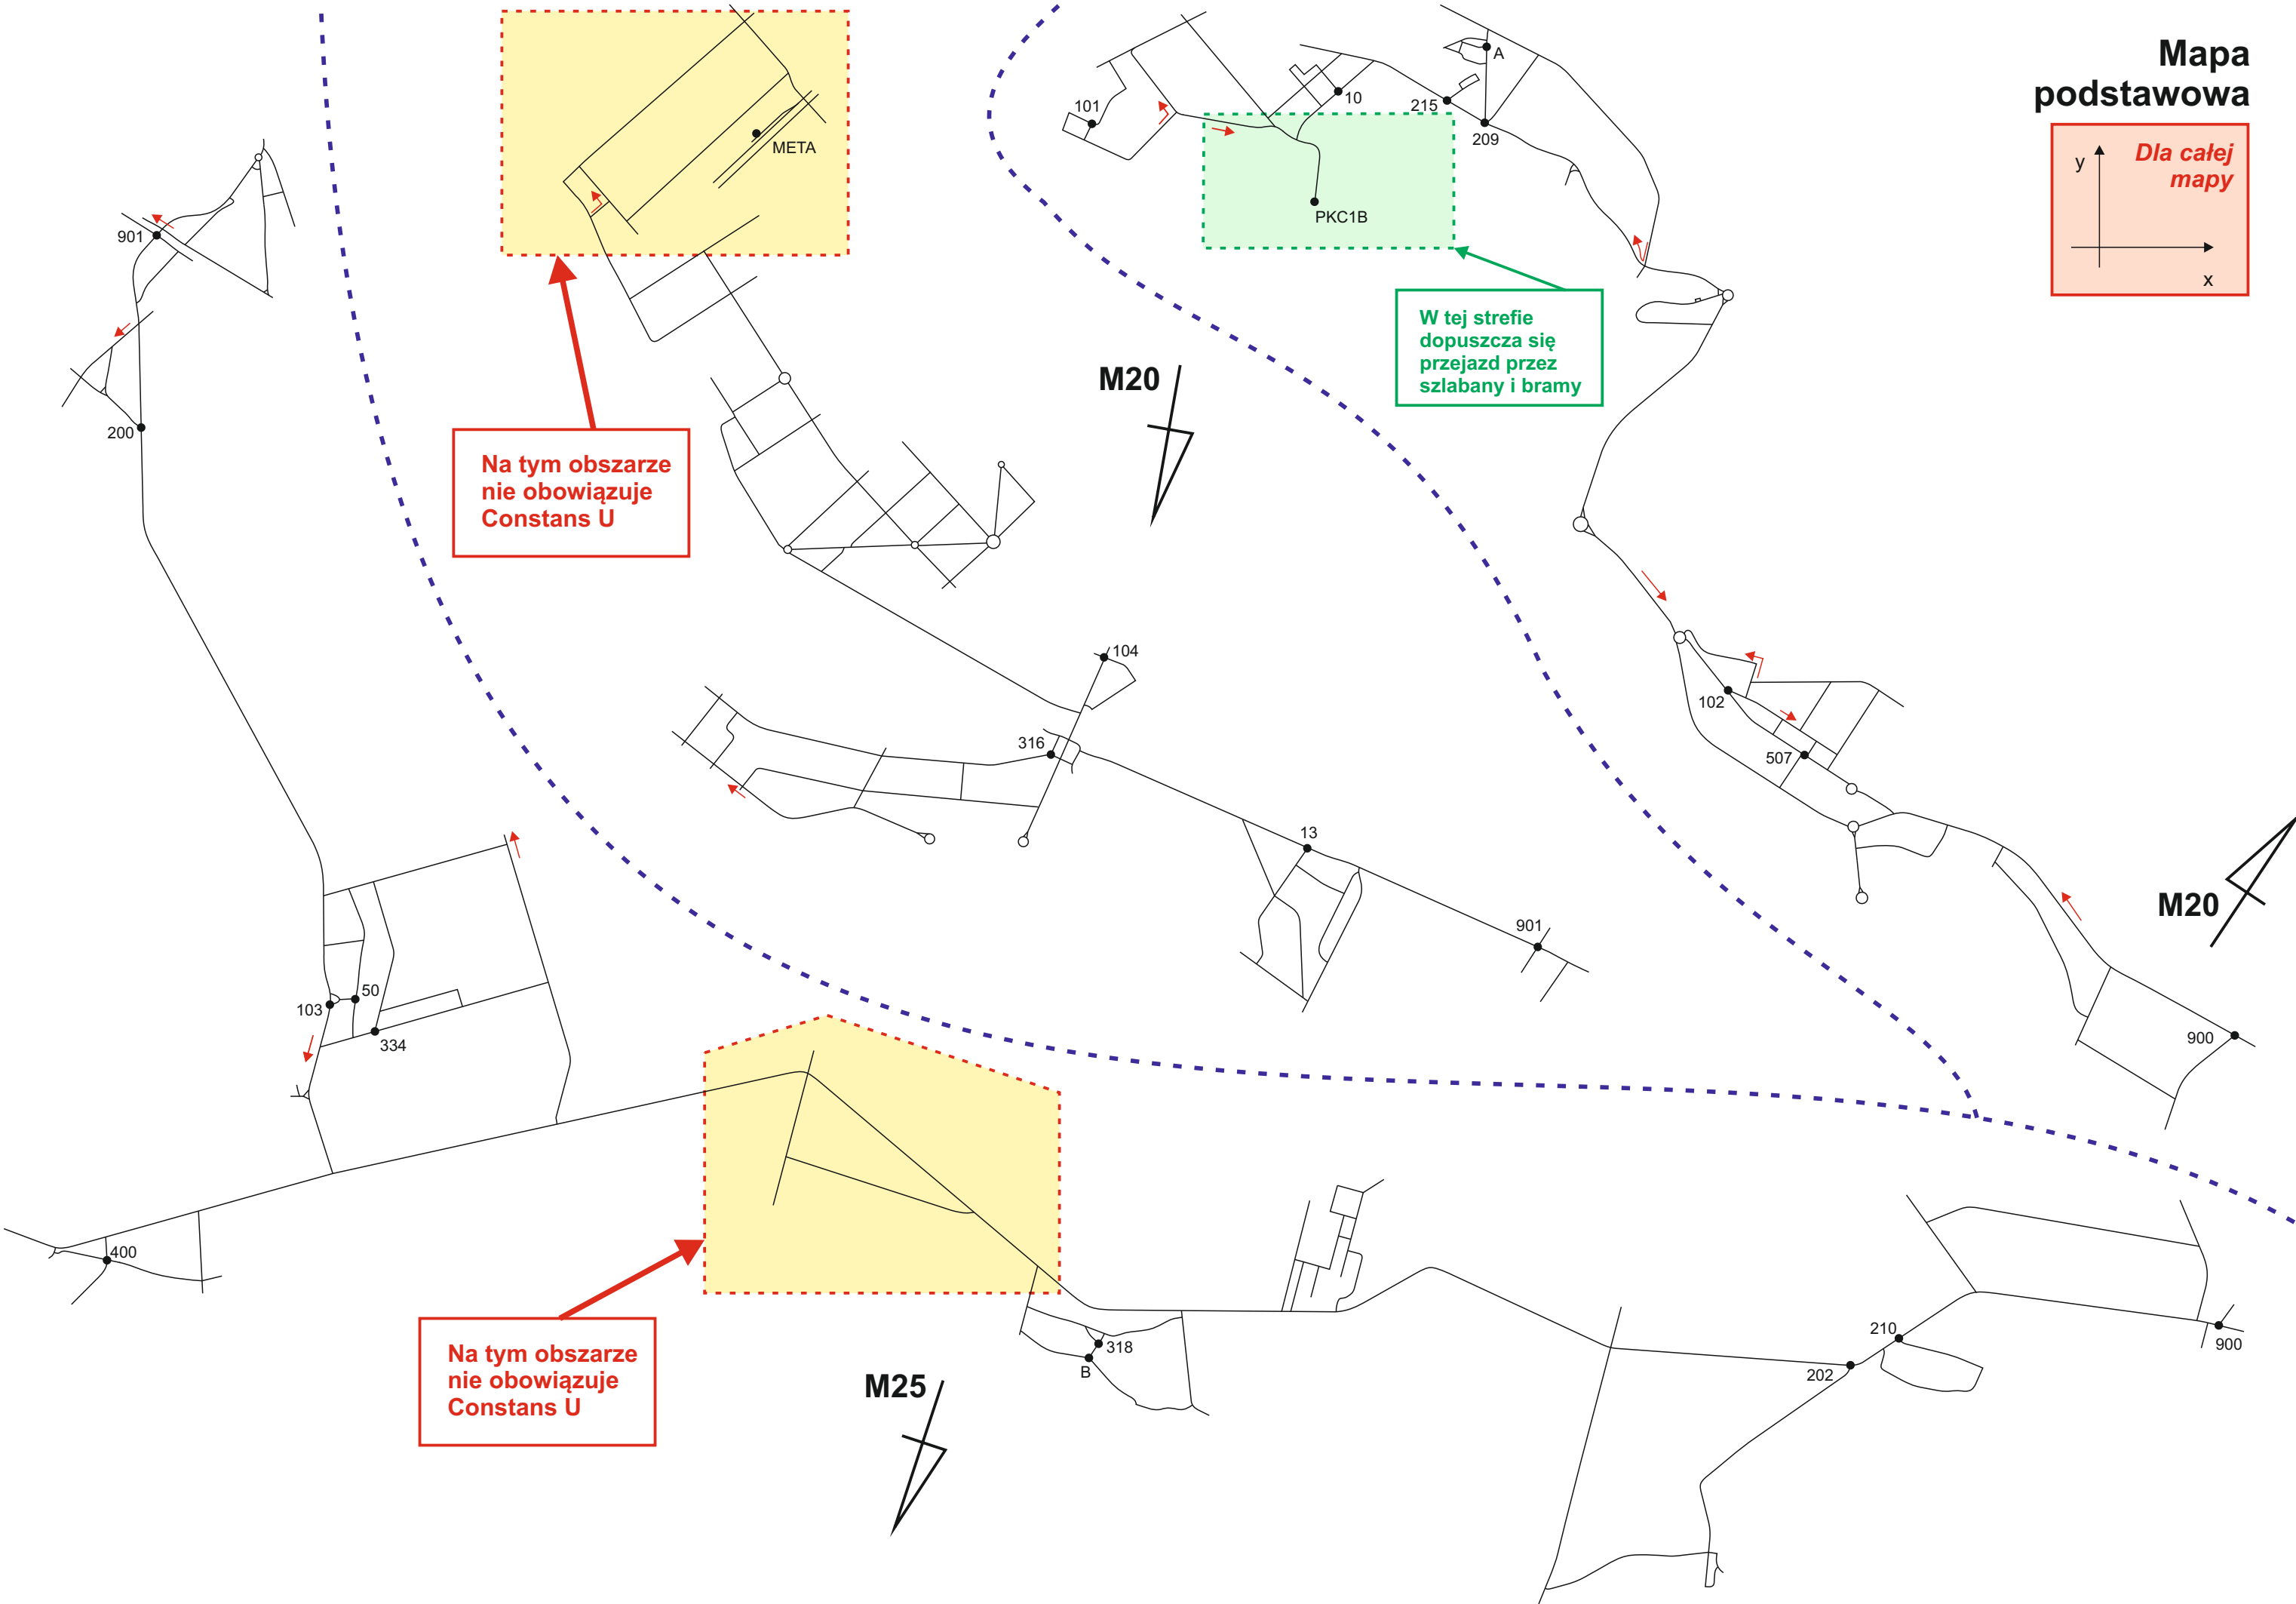 Mapa
podstawowa
Dla całej
mapy
y
x
A
10
101
215
209
META
PKC1B
901
W tej strefie
dopuszcza się
przejazd przez
szlabany i bramy
M20
200
Na tym obszarze
nie obowiązuje
Constans U
104
102
316
507
13
M20
901
50
103
900
334
400
210
318
900
B
202
Na tym obszarze
nie obowiązuje
Constans U
M25